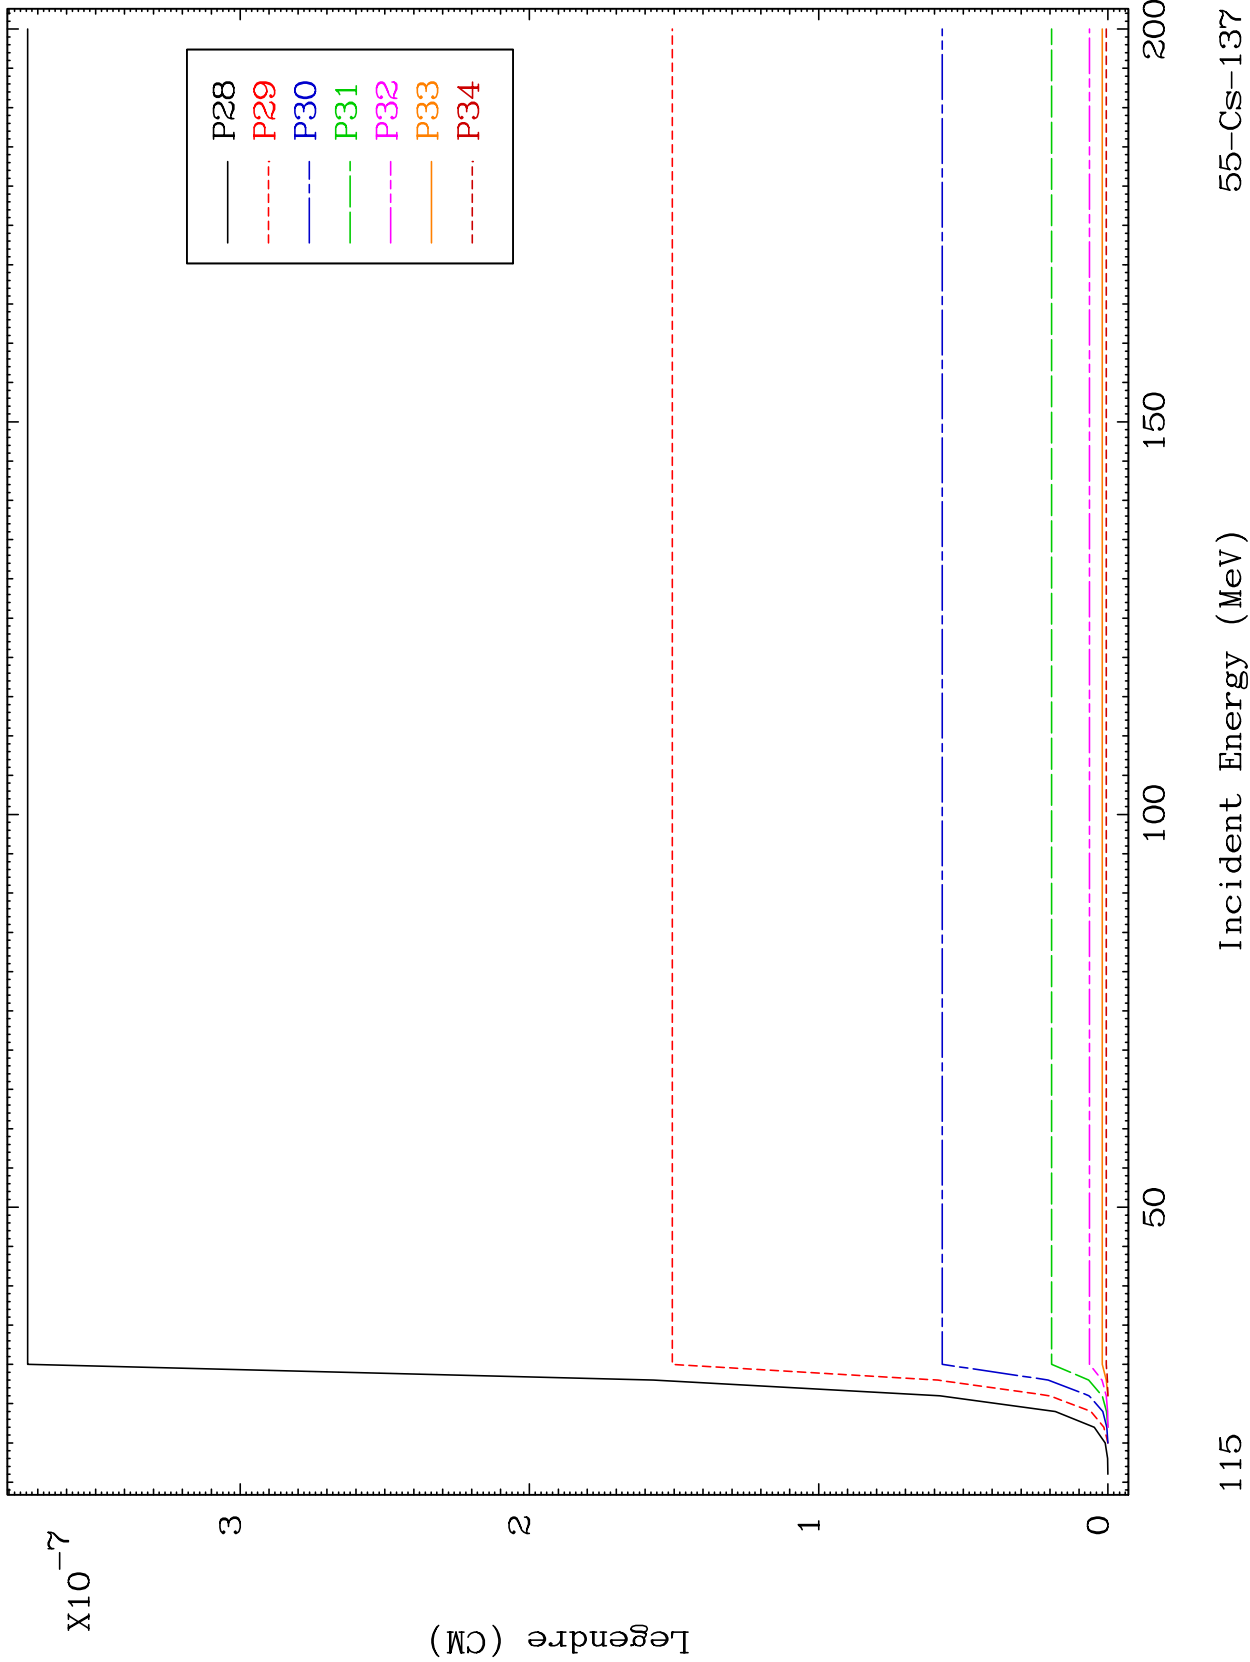 X10-7
3
2
1
0
Legendre (CM)
P28
P29
P30
P31
P32
P33
P34
50
100
150
200
Incident Energy (MeV)
115
55-Cs-137